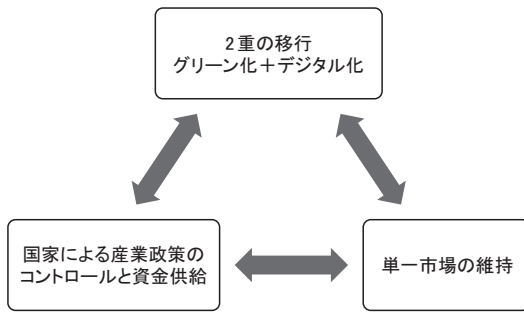 2重の移行
グリーン化＋デジタル化
国家による産業政策の
コントロールと資金供給
単一市場の維持